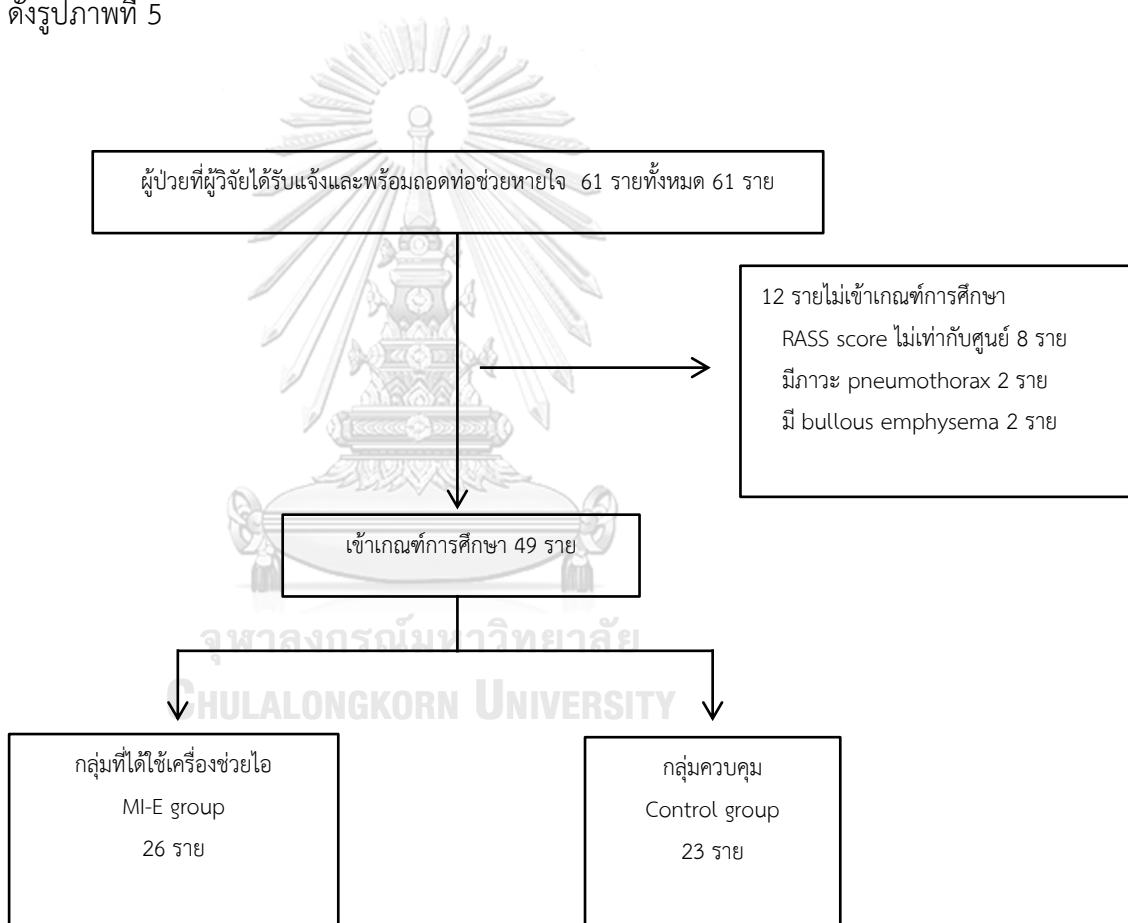 ดังรูปภาพที่ 5
ผู้ป่วยที่ผู้วิจัยได้รับแจ้งและพร้อมถอดท่อช่วยหายใจ 61 รายทั้งหมด 61 ราย
12 รายไม่เข้าเกณฑ์การศึกษา
RASS score ไม่เท่ากับศูนย์ 8 ราย
มีภาวะ pneumothorax 2 ราย
มี bullous emphysema 2 ราย
เข้าเกณฑ์การศึกษา 49 ราย
จุฬาลงกรณ์มหาวิทยาลัย
CHULALONGKORN UNIVERSITY
กลุ่มที่ได้ใช้เครื่องช่วยไอ
MI-E group
26 ราย
กลุ่มควบคุม
Control group
23 ราย